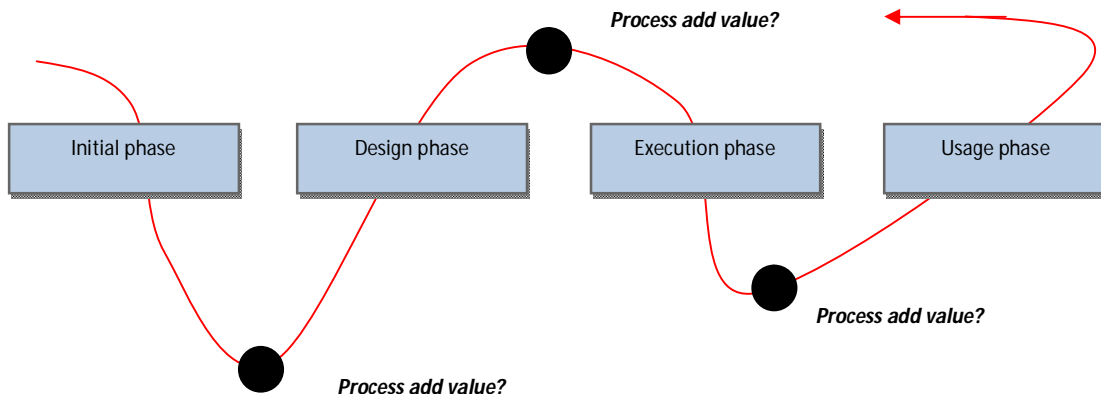 Process add value?
Initial phase
Design phase
Execution phase
Usage phase
Process add value?
Process add value?